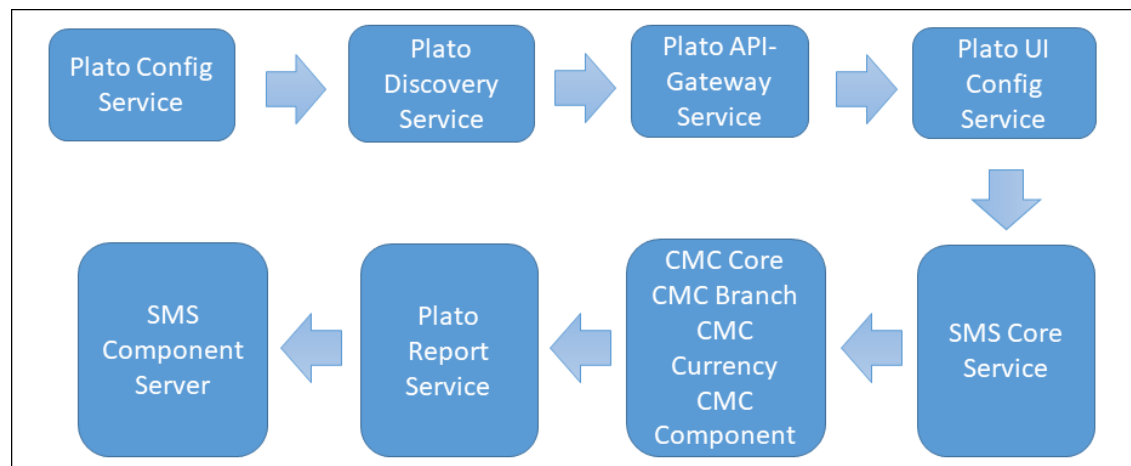 Plato Config
Service
Plato
Discovery
Service
Plato API-
Gateway
Service
Plato UI
Config
Service
SMS Core
Service
CMC Core
CMC Branch
CMC
Currency
CMC
Component
Plato
Report
Service
SMS
Component
Server